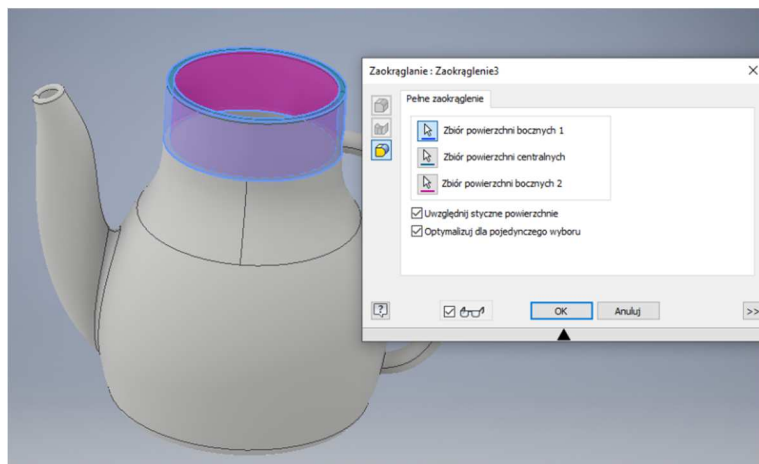 Zaokrąglanie : Zaokrąglenie3
Pełne zaokrąglenie
Zbiór powierzchni bocznych 1
Zbiór powierzchni centralnych
Zbiór powierzchni bocznych 2
Uwzględnij styczne powierzchnie
Optymalizuj dla pojedynczego wyboru
OK Anuluj >>